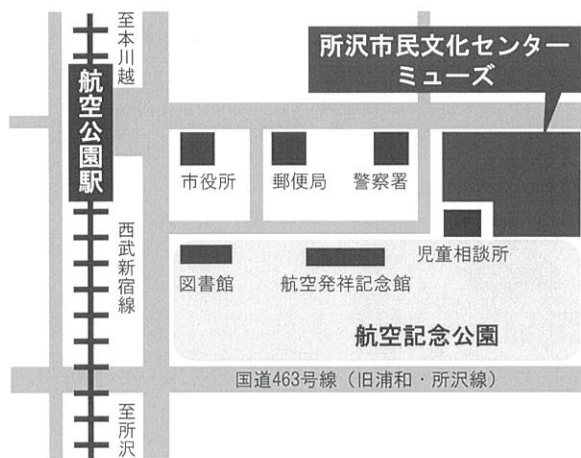 至本川越
所沢市民文化センター
ミューズ
航空公園駅
市役所
郵便局
警察署
西武新宿線
児童相談所
図書館
航空発祥記念館
航空記念公園
国道463号線（旧浦和・所沢線）
至所沢